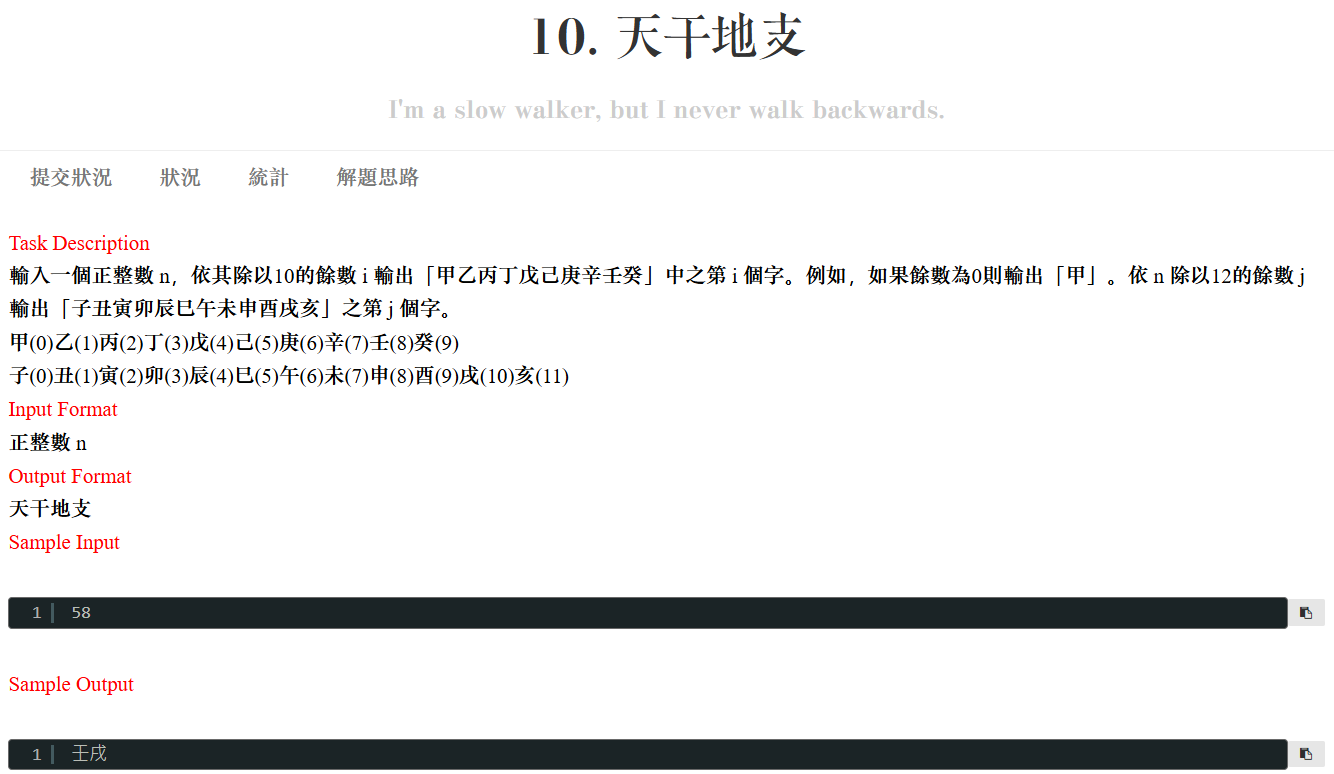 10. 天干地支
I'm a slow walker, but I never walk backwards.
提交狀況 狀況 統計 解題思路
Task Description
輸入一個正整數 n，依其除以10的餘數 i 輸出「甲乙丙丁戊己庚辛壬癸」中之第 i 個字。例如，如果餘數為0則輸出「甲」。依 n 除以12的餘數 j
輸出「子丑寅卯辰巳午未申酉戌亥」之第 j 個字。
甲(0)乙(1)丙(2)丁(3)戊(4)己(5)庚(6)辛(7)壬(8)癸(9)
子(0)丑(1)寅(2)卯(3)辰(4)巳(5)午(6)未(7)申(8)酉(9)戌(10)亥(11)
Input Format
正整數 n
Output Format
天干地支
Sample Input
1 58
Sample Output
1 壬戌